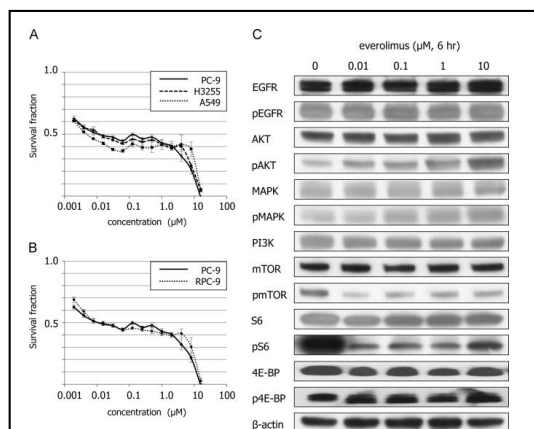 A
1.0
0.5
0
Survival fraction
PC-9
H3255
A549
0.001 0.01 0.1 1 10 100
concentration (μM)
B
1.0
0.5
0
Survival fraction
PC-9
RPC-9
0.001 0.01 0.1 1 10 100
concentration (μM)
C
everolimus (μM, 6 hr)
0 0.01 0.1 1 10
EGFR
pEGFR
AKT
pAKT
MAPK
pMAPK
PI3K
mTOR
pmTOR
S6
pS6
4E-BP
p4E-BP
β-actin